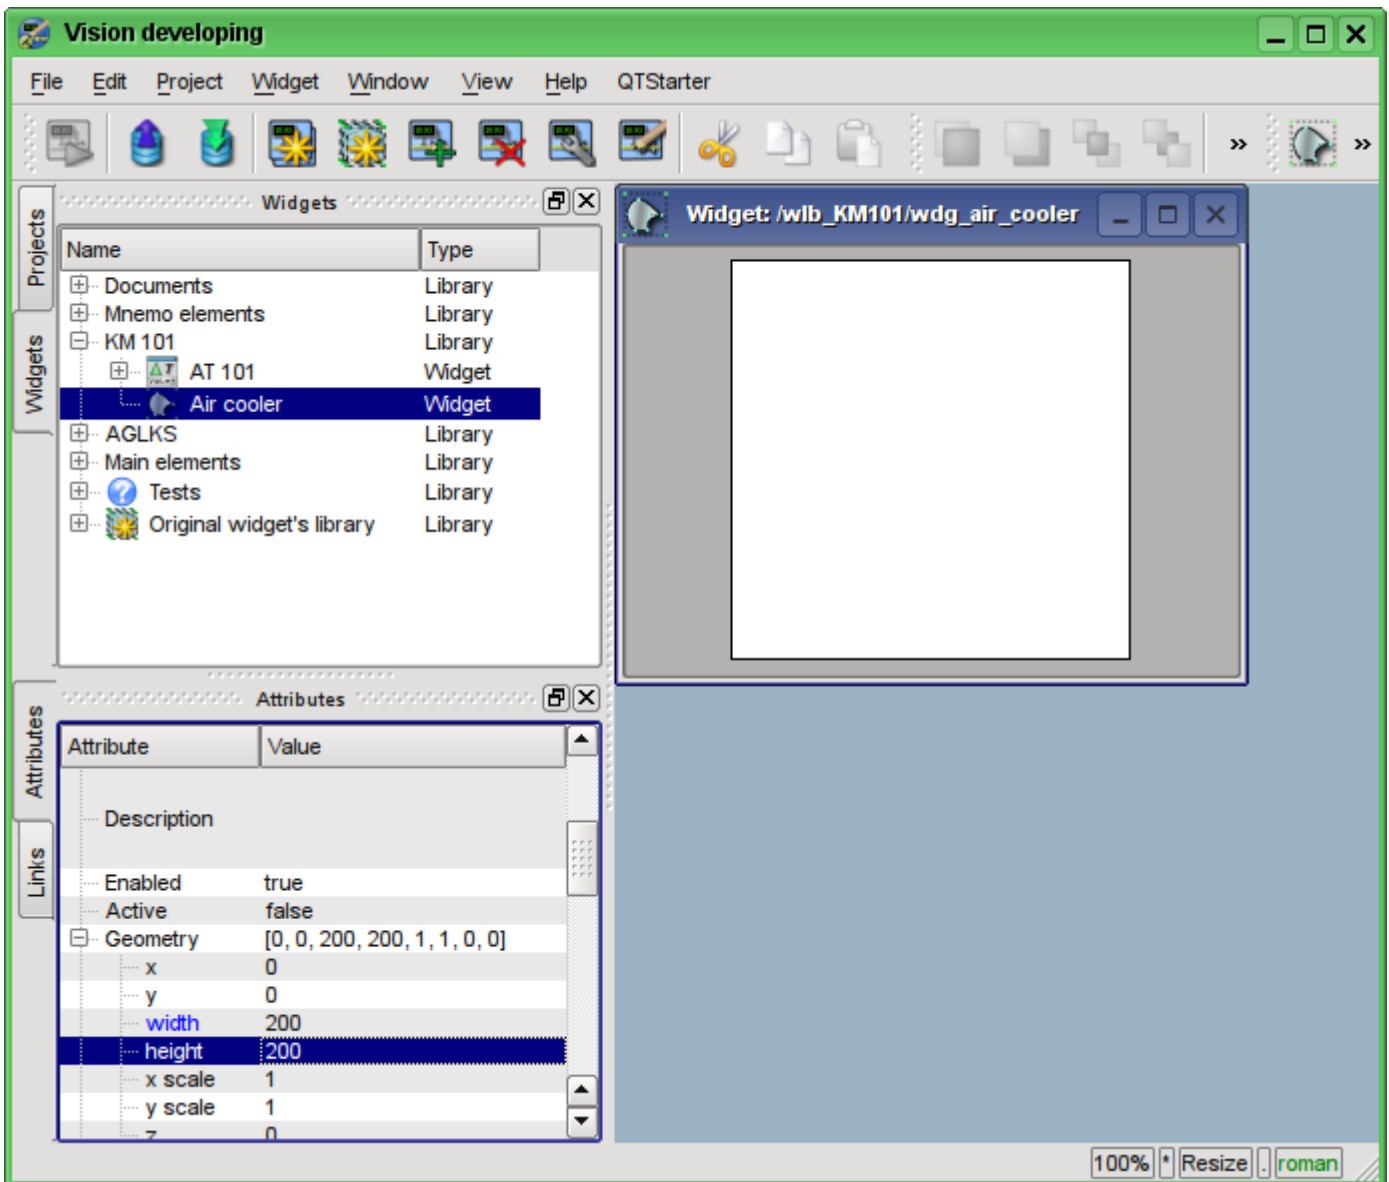 Vision developing
File Edit Project Widget Window View Help QTStarter
» »
Projects
Widgets
Widgets
Name Type
Documents Library
Mnemo elements Library
KM 101 Library
AT 101 Widget
Air cooler Widget
AGLKS Library
Main elements Library
Tests Library
Original widget's library Library
Widget: /wlb_KM101/wdg_air_cooler
Attributes
Links
Attributes
Attribute Value
Description
Enabled true
Active false
Geometry [0, 0, 200, 200, 1, 1, 0, 0]
x 0
y 0
width 200
height 200
x scale 1
y scale 1
z 0
100% * Resize . roman